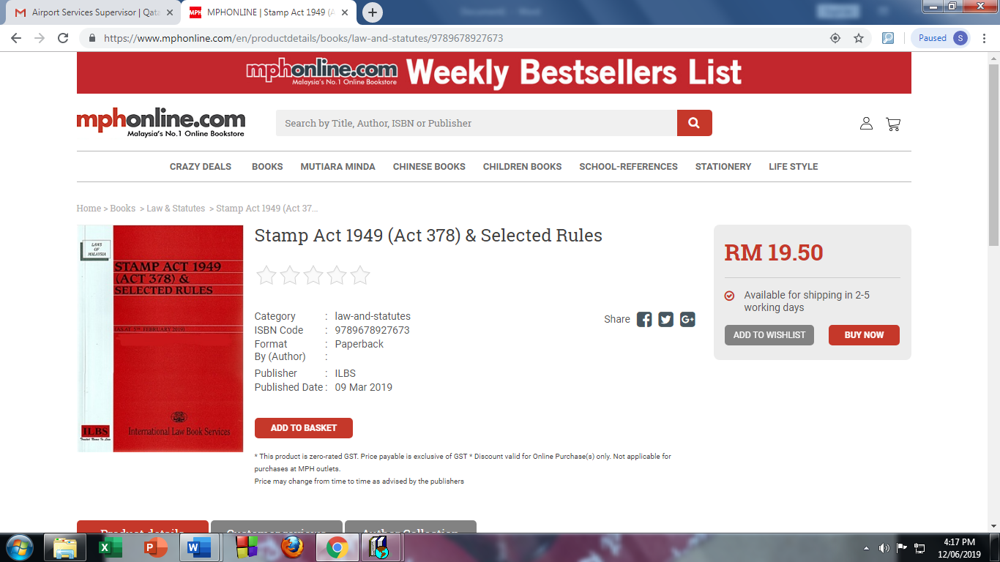 Airport Services Supervisor | Qata
MPHONLINE | Stamp Act 1949 (A
https://www.mphonline.com/en/productdetails/books/law-and-statutes/9789678927673
Paused
S
mphonline.com Weekly Bestsellers List
Malaysia's No.1 Online Bookstore
mphonline.com
Malaysia's No.1 Online Bookstore
Search by Title, Author, ISBN or Publisher
CRAZY DEALS BOOKS MUTIARA MINDA CHINESE BOOKS CHILDREN BOOKS SCHOOL-REFERENCES STATIONERY LIFE STYLE
Home > Books > Law & Statutes > Stamp Act 1949 (Act 37...
LAWS
OF
MALAYSIA
STAMP ACT 1949
(ACT 378) &
SELECTED RULES
[AS AT 1ST FEBRUARY 2019]
International Law Book Services
ILBS
Trusted Name In Law
Stamp Act 1949 (Act 378) & Selected Rules
Category : law-and-statutes
ISBN Code : 9789678927673
Format : Paperback
By (Author) :
Publisher : ILBS
Published Date : 09 Mar 2019
Share
ADD TO BASKET
* This product is zero-rated GST. Price payable is exclusive of GST * Discount valid for Online Purchase(s) only. Not applicable for
purchases at MPH outlets.
Price may change from time to time as advised by the publishers
RM 19.50
Available for shipping in 2-5
working days
ADD TO WISHLIST BUY NOW
Product details Customer reviews Author Collection
4:17 PM
12/06/2019